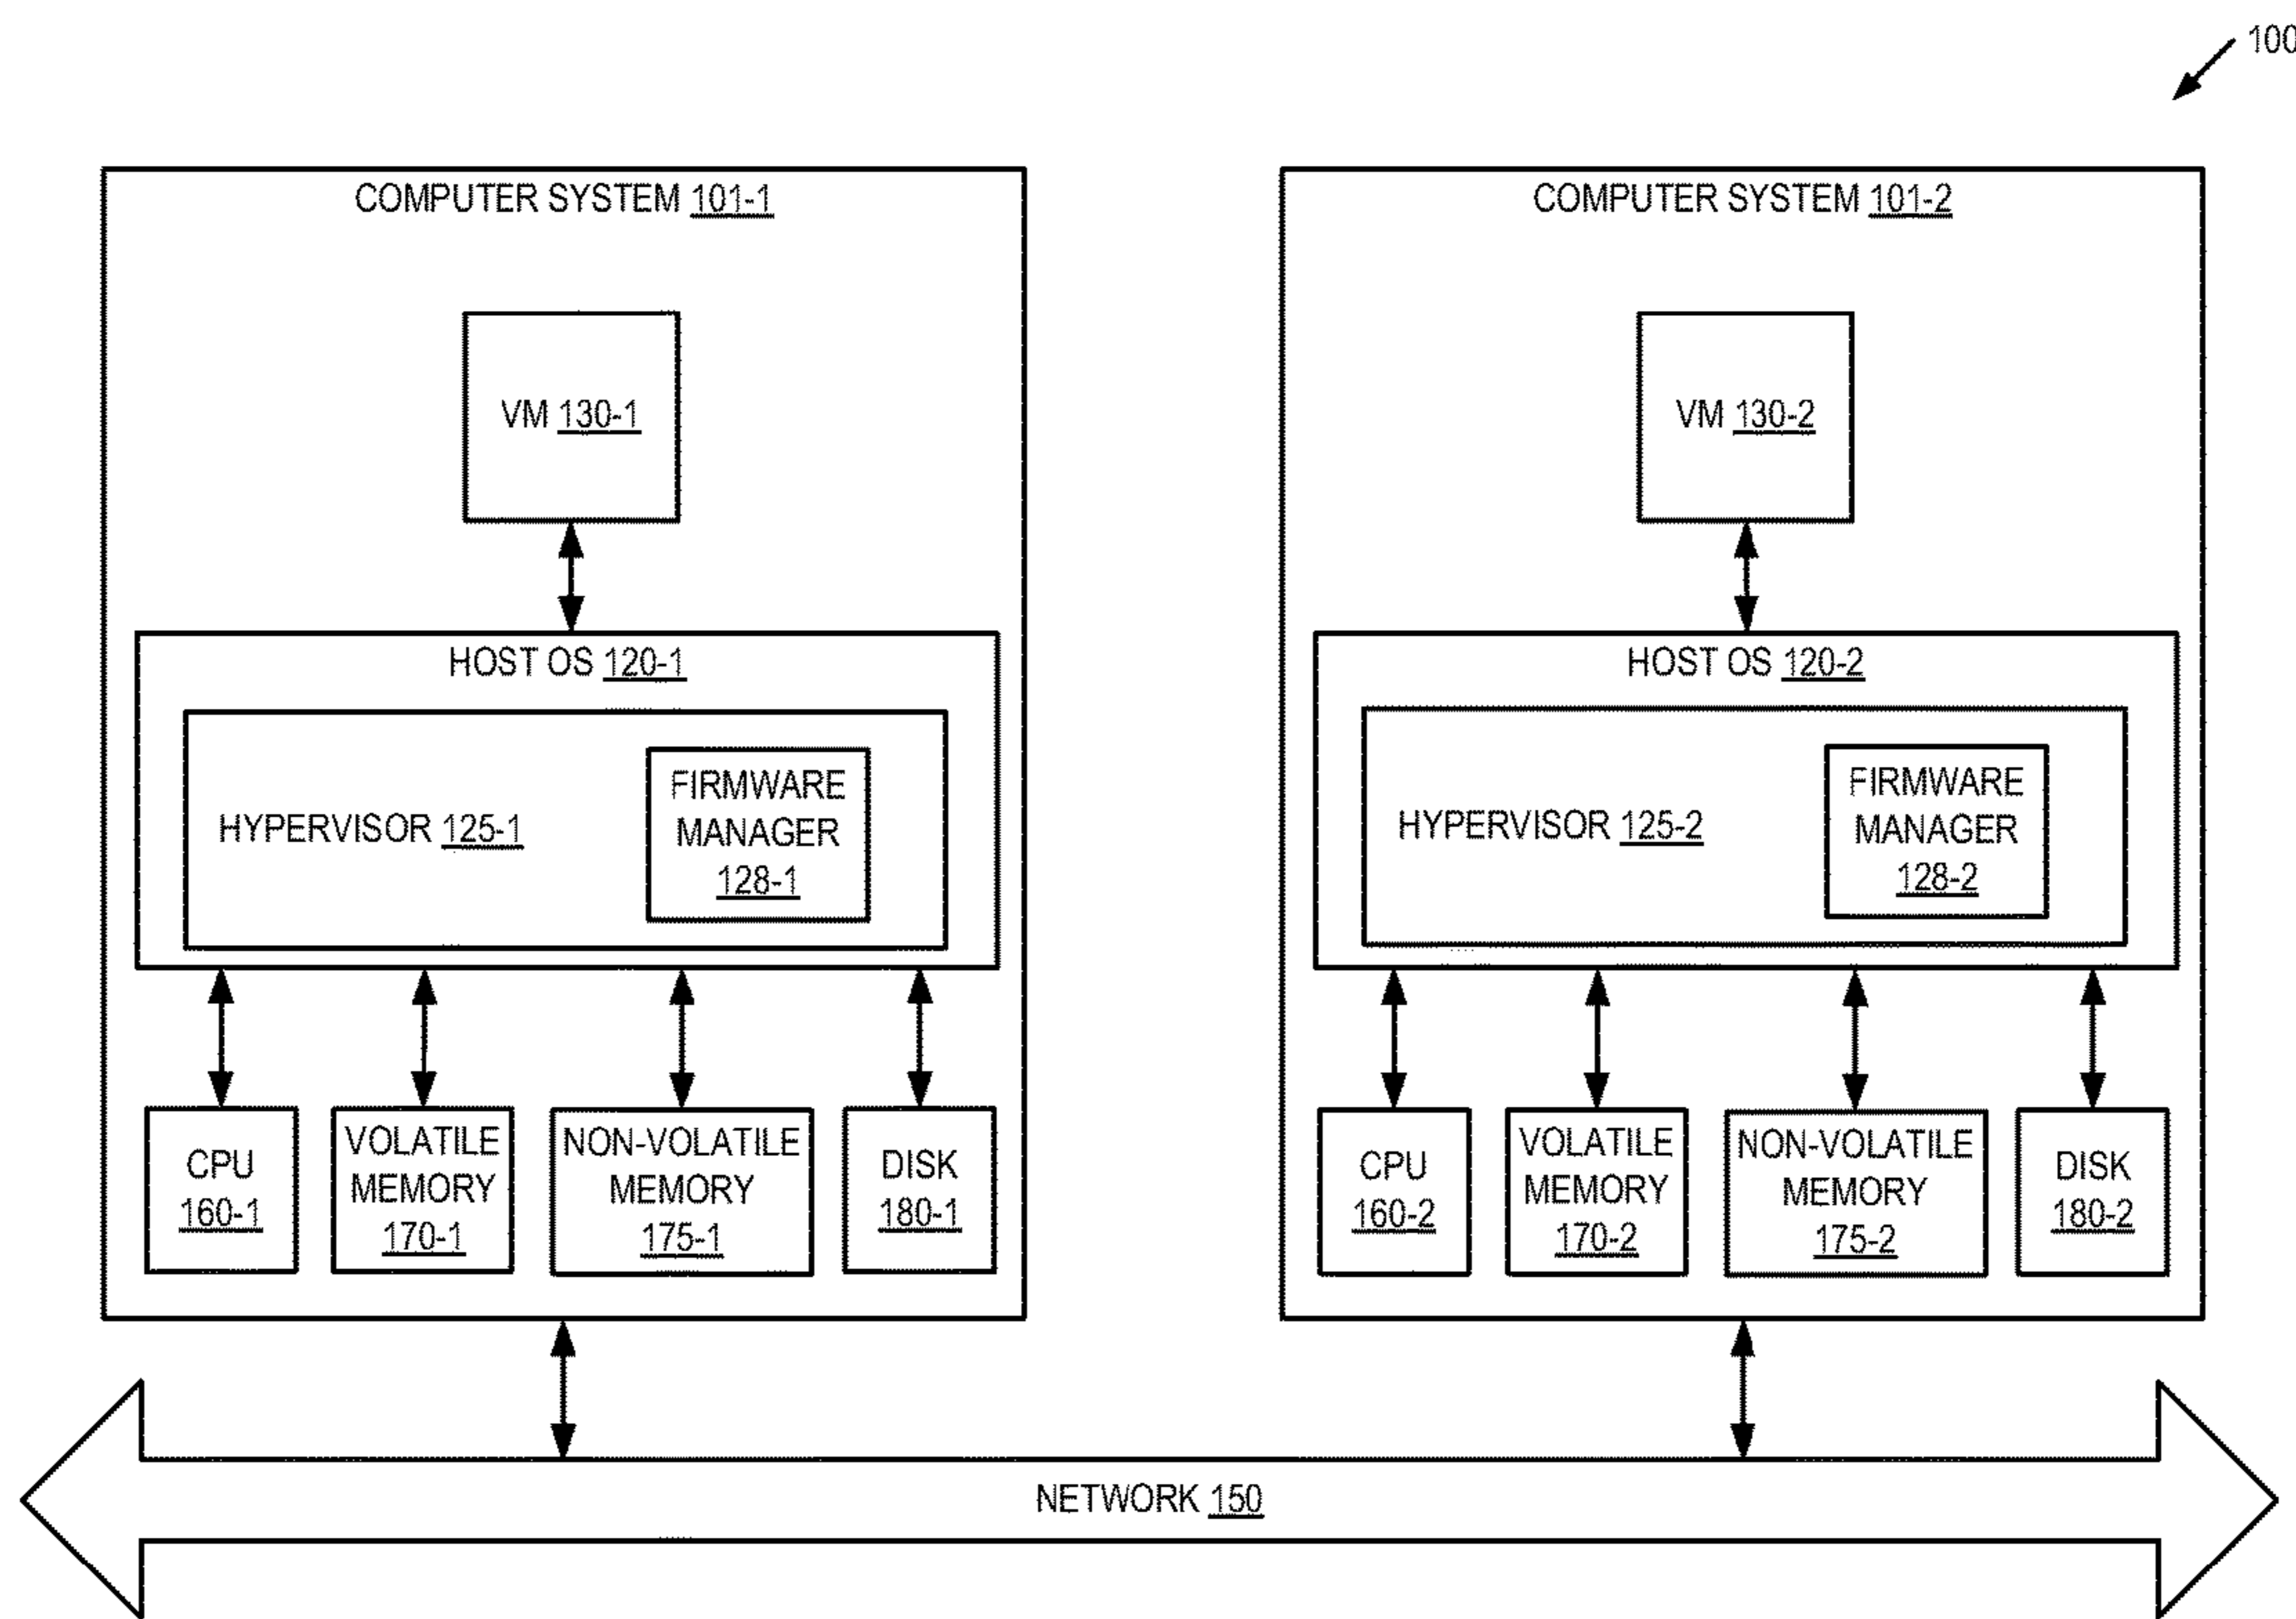 100
COMPUTER SYSTEM 101-1
VM 130-1
HOST OS 120-1
HYPERVISOR 125-1
FIRMWARE
MANAGER
128-1
CPU
160-1
VOLATILE
MEMORY
170-1
NON-VOLATILE
MEMORY
175-1
DISK
180-1
COMPUTER SYSTEM 101-2
VM 130-2
HOST OS 120-2
HYPERVISOR 125-2
FIRMWARE
MANAGER
128-2
CPU
160-2
VOLATILE
MEMORY
170-2
NON-VOLATILE
MEMORY
175-2
DISK
180-2
NETWORK 150